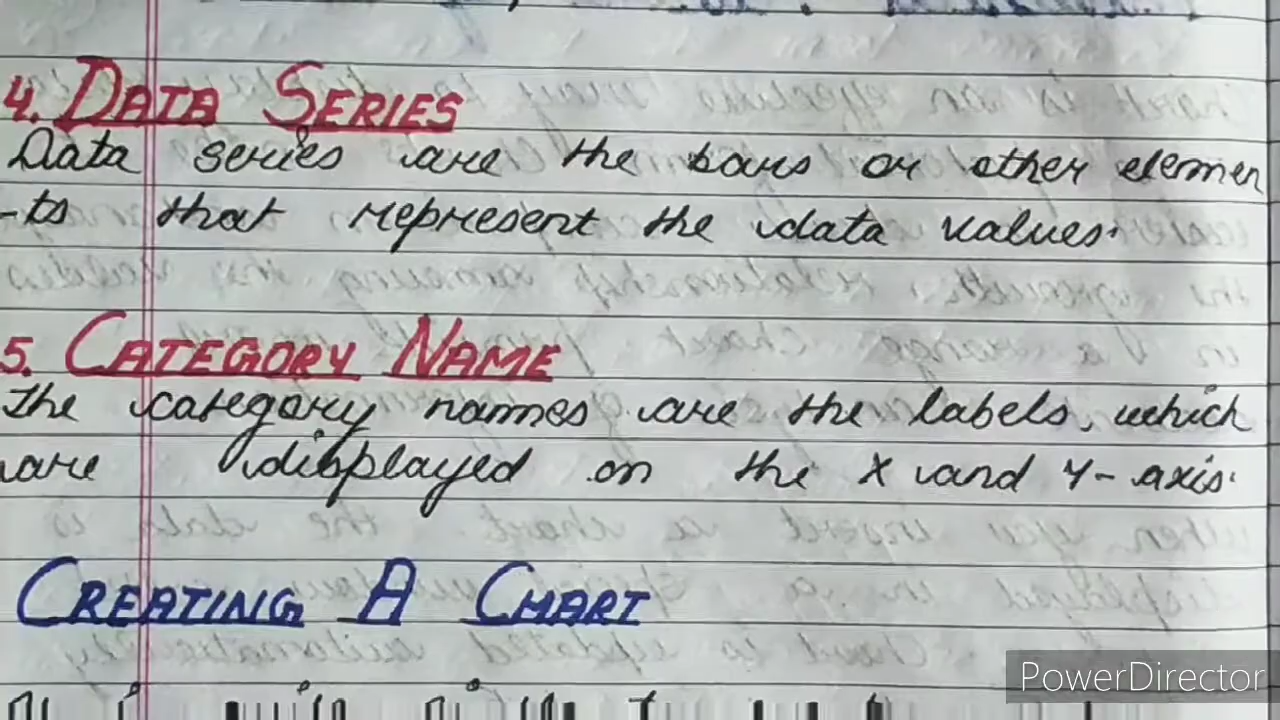 4. DATA SERIES
Data series are the bars or other elemen
-ts that represent the data values.
5. CATEGORY NAME
The category names are the labels, which
are displayed on the X and Y-axis.
CREATING A CHART
PowerDirector